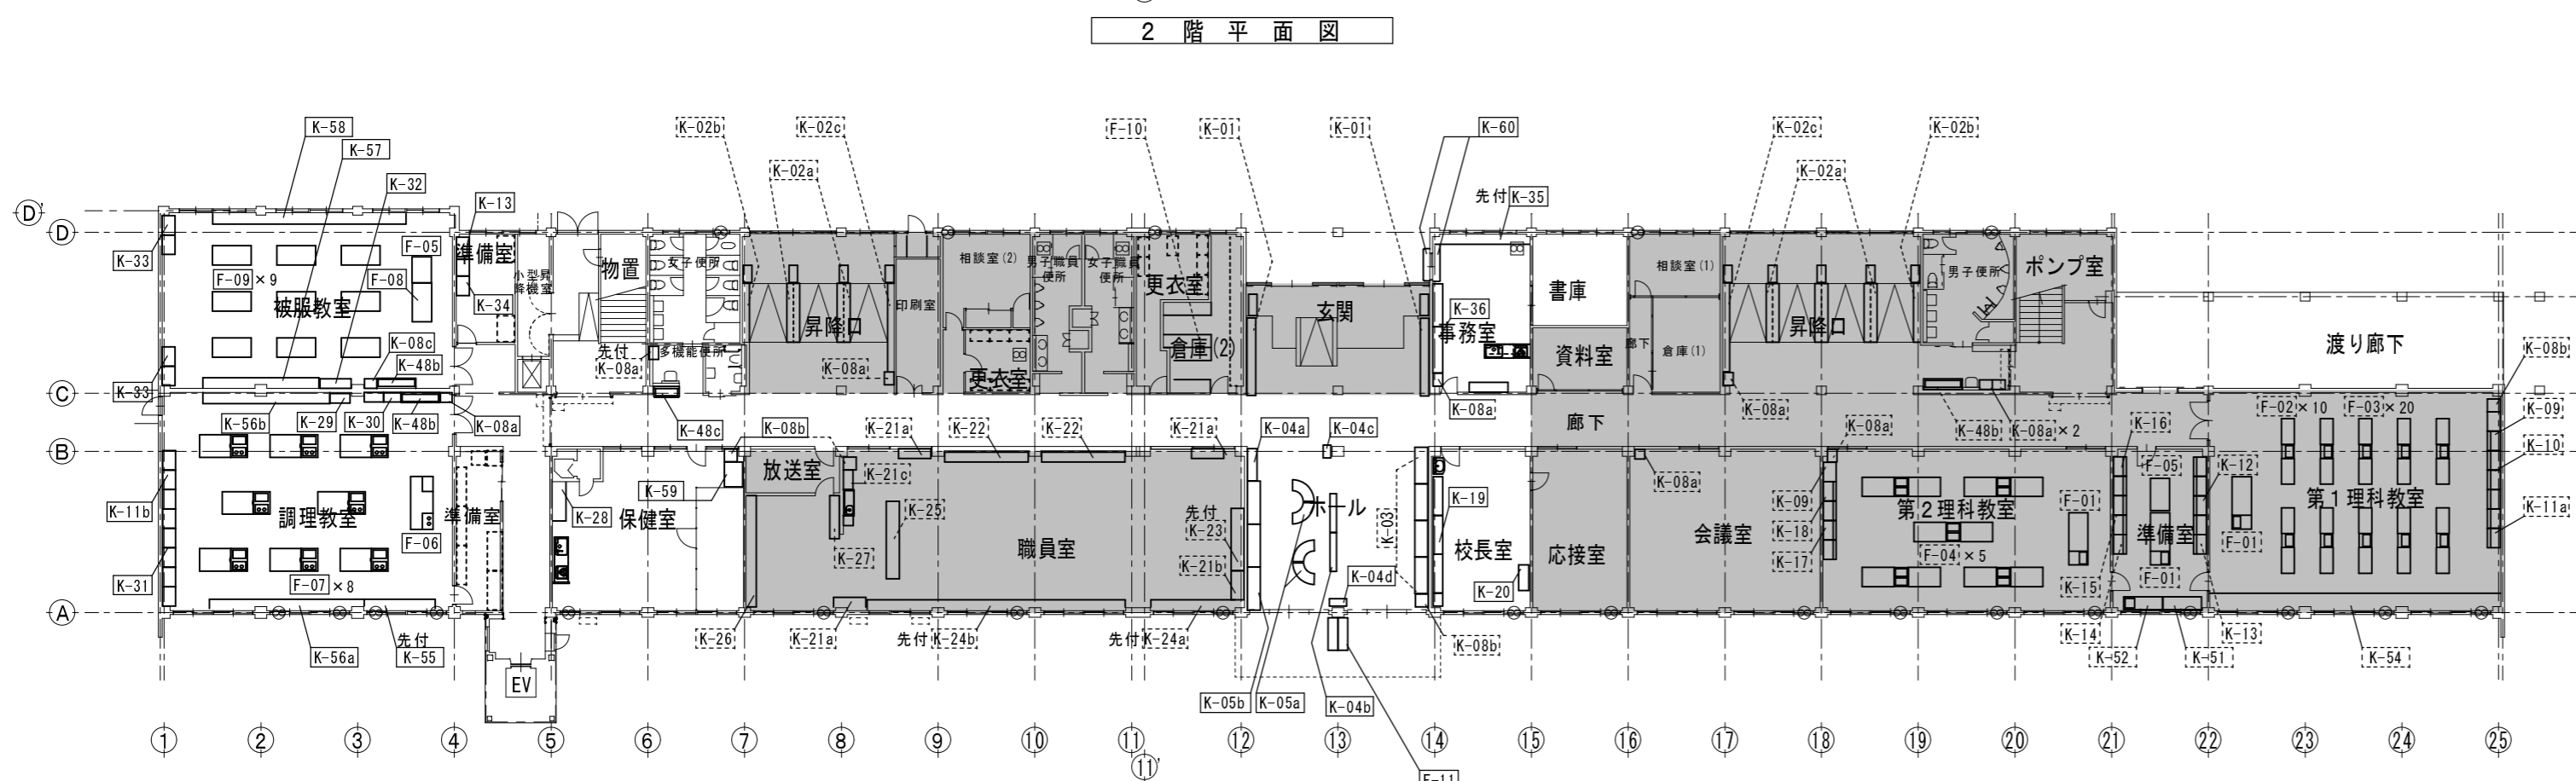 2 階 平 面 図
K-58
K-57
K-32
K-13
K-02b
K-02c
K-02a
F-10
K-01
K-01
K-60
先付 K-35
K-02c
K-02b
K-02a
D'
D
K-33
F-05
準備室
小型昇
降機室
物置
女子便所
相談室(2)
男子職員
便所
女子職員
便所
更衣室
相談室(1)
男子便所
ポンプ室
F-09 × 9
F-08
K-34
被服教室
昇降口
印刷室
玄関
K-36
事務室
書庫
昇降口
渡り廊下
K-08c
K-48b
先付
K-08a
多機能便所
K-08a
更衣室
倉庫(2)
資料室
廊下
倉庫(1)
K-08b
C
K-33
K-56b
K-29
K-30
K-48b
K-08a
K-48c
K-08b
K-21a
K-22
K-22
K-21a
K-04a
K-04c
K-08a
廊下
K-08a
K-08a
K-48b
K-08a × 2
K-16
F-02 × 10
F-03 × 20
K-09
K-10
B
K-11b
放送室
K-21c
K-59
K-28
保健室
K-25
K-27
職員室
先付
K-23
K-21b
ホール
K-03
K-19
校長室
K-20
応接室
K-08a
会議室
K-09
K-18
K-17
第2理科教室
F-04 × 5
F-01
F-05
準備室
F-01
K-12
F-01
第1理科教室
K-11a
調理教室
準備室
F-06
K-31
F-07 × 8
K-04d
K-15
A
先付
K-55
K-56a
K-26
K-21a
先付 K-24b
先付 K-24a
K-08b
K-14
K-52
K-51
K-13
K-54
EV
K-05b
K-05a
K-04b
1
2
3
4
5
6
7
8
9
10
11
11'
12
13
14
15
16
17
18
19
20
21
22
23
24
25
F-11